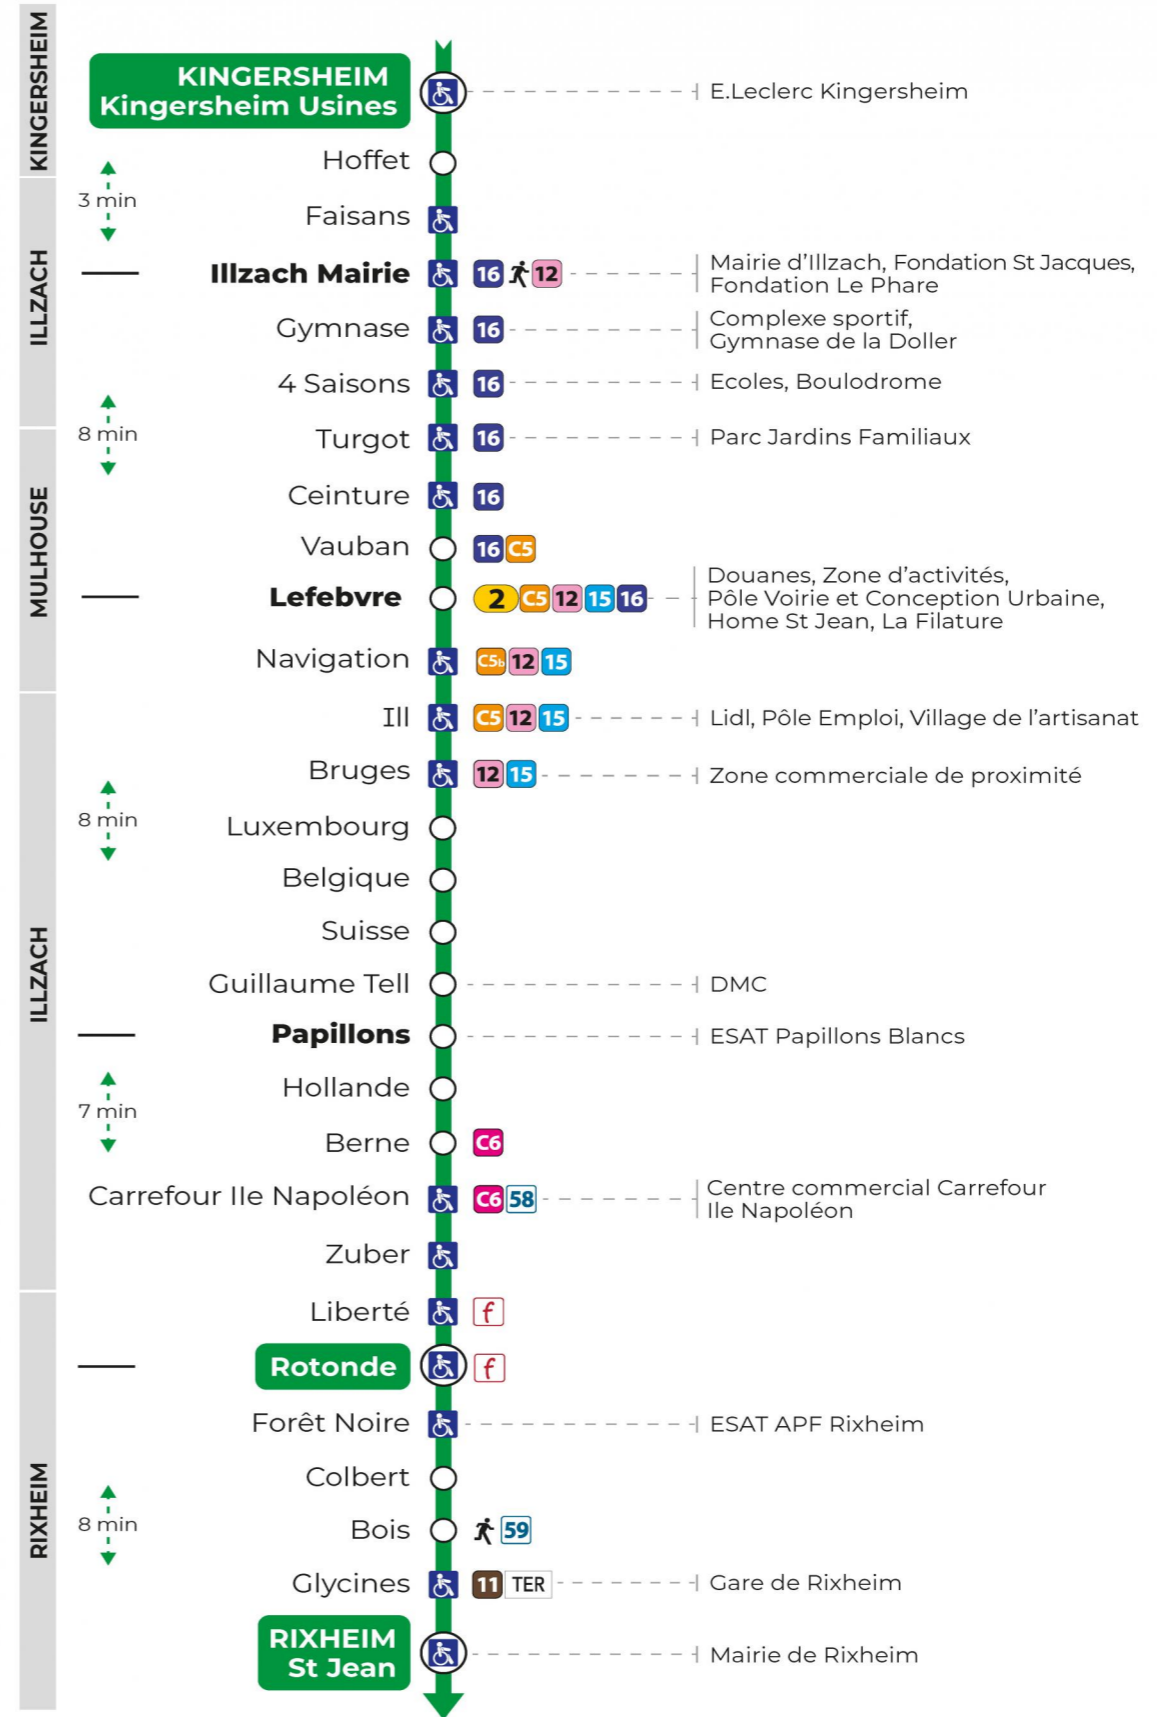 KINGERSHEIM
KINGERSHEIM
Kingersheim Usines
E.Leclerc Kingersheim
Hoffet
3 min
Faisans
ILLZACH
Illzach Mairie 16 12
Mairie d'Illzach, Fondation St Jacques,
Fondation Le Phare
Gymnase 16
Complexe sportif,
Gymnase de la Doller
4 Saisons 16 Ecoles, Boulodrome
8 min
Turgot 16 Parc Jardins Familiaux
MULHOUSE
Ceinture 16
Vauban 16 C5
Lefebvre 2 C5 12 15 16
Douanes, Zone d'activités,
Pôle Voirie et Conception Urbaine,
Home St Jean, La Filature
Navigation C5b 12 15
ILLZACH
Ill C5 12 15 Lidl, Pôle Emploi, Village de l'artisanat
Bruges 12 15 Zone commerciale de proximité
8 min
Luxembourg
Belgique
Suisse
Guillaume Tell DMC
Papillons ESAT Papillons Blancs
Hollande
7 min
Berne C6
Carrefour Ile Napoléon C6 58
Centre commercial Carrefour
Ile Napoléon
Zuber
RIXHEIM
Liberté f
Rotonde f
Forêt Noire ESAT APF Rixheim
Colbert
8 min
Bois 59
Glycines 11 TER Gare de Rixheim
RIXHEIM
St Jean
Mairie de Rixheim